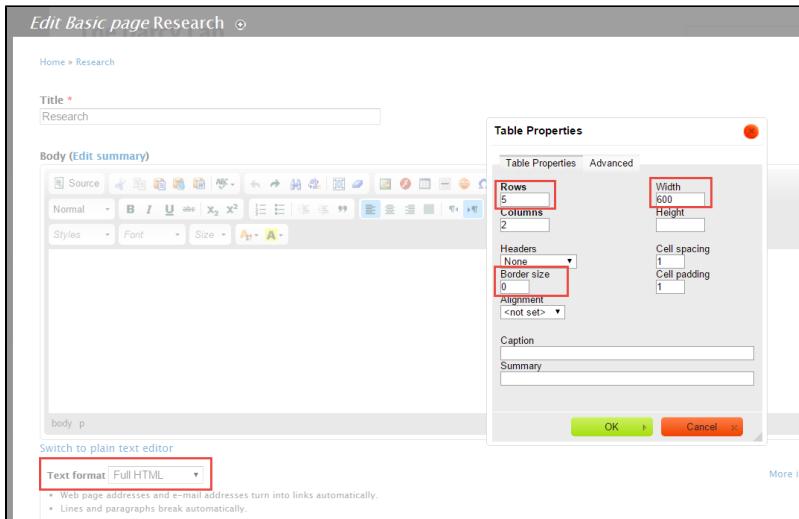 Edit Basic page Research
Home » Research
Title *
Research
Body (Edit summary)
Source
Normal
B I U abc X₂ X²
Styles Font Size A A
body p
Switch to plain text editor
Text format Full HTML
More i
Web page addresses and e-mail addresses turn into links automatically.
Lines and paragraphs break automatically.
Table Properties
Table Properties Advanced
Rows
5
Width
600
Columns
2
Height
Headers
None
Cell spacing
1
Border size
0
Cell padding
1
Alignment
<not set>
Caption
Summary
OK Cancel